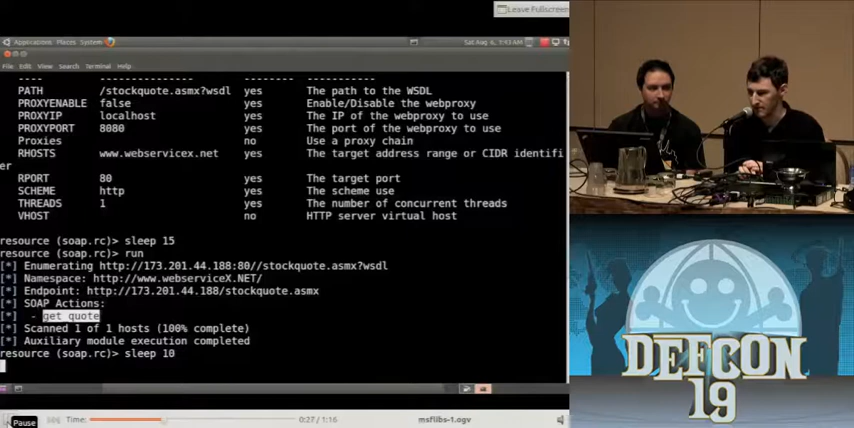 Leave Fullscreen
Applications Places System
Sat Aug 6, 1:43 AM
File Edit View Search Terminal Help
---- -------- -----------
PATH /stockquote.asmx?wsdl yes The path to the WSDL
PROXYENABLE false yes Enable/Disable the webproxy
PROXYIP localhost yes The IP of the webproxy to use
PROXYPORT 8080 yes The port of the webproxy to use
Proxies no Use a proxy chain
RHOSTS www.webservicex.net yes The target address range or CIDR identifi
er
RPORT 80 yes The target port
SCHEME http yes The scheme use
THREADS 1 yes The number of concurrent threads
VHOST no HTTP server virtual host
resource (soap.rc)> sleep 15
resource (soap.rc)> run
[*] Enumerating http://173.201.44.188:80//stockquote.asmx?wsdl
[*] Namespace: http://www.webserviceX.NET/
[*] Endpoint: http://173.201.44.188/stockquote.asmx
[*] SOAP Actions:
[*] - get quote
[*] Scanned 1 of 1 hosts (100% complete)
[*] Auxiliary module execution completed
resource (soap.rc)> sleep 10
Pause
Time: 0:27 / 1:16 msflibs-1.ogv
DEFCON
19